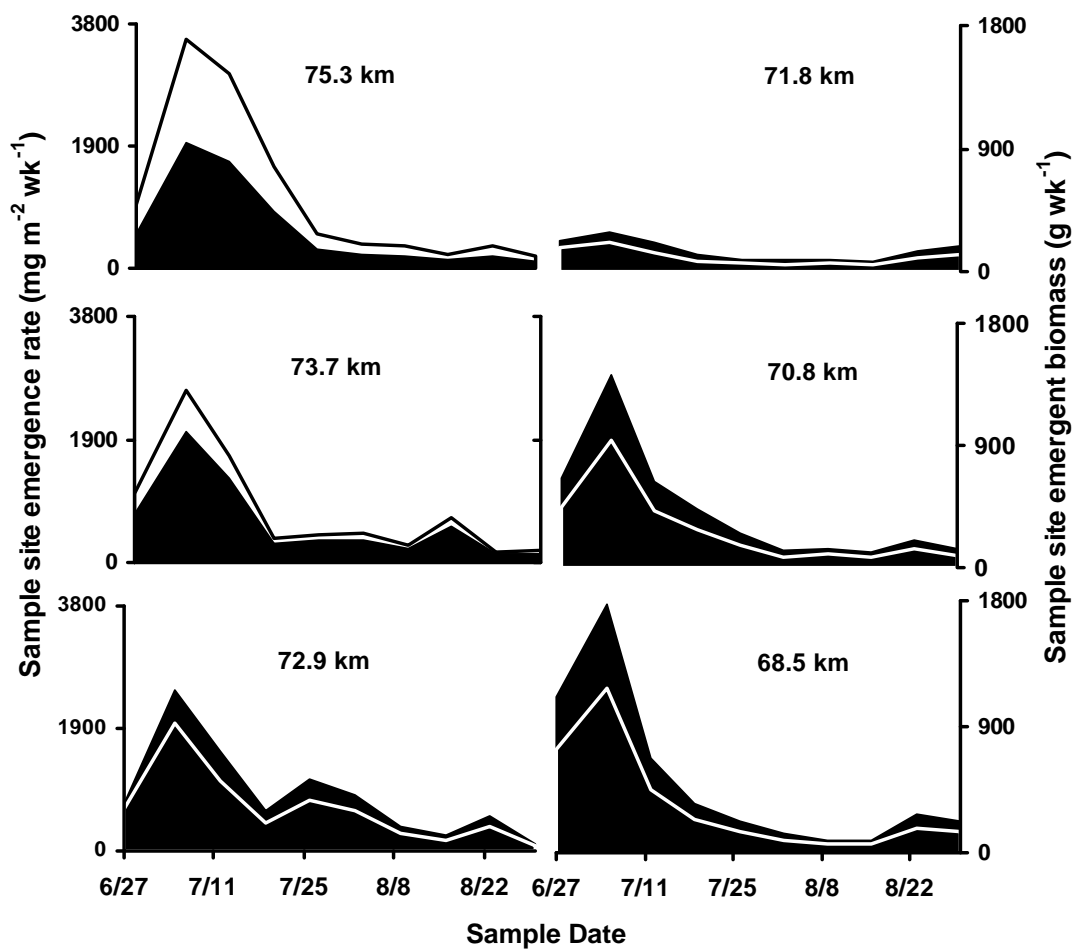 Sample site emergence rate (mg m⁻² wk⁻¹)
3800
1900
0
75.3 km
71.8 km
1800
900
0
3800
1900
0
73.7 km
70.8 km
1800
900
0
3800
1900
0
72.9 km
68.5 km
1800
900
0
Sample site emergent biomass (g wk⁻¹)
6/27 7/11 7/25 8/8 8/22 6/27 7/11 7/25 8/8 8/22
Sample Date